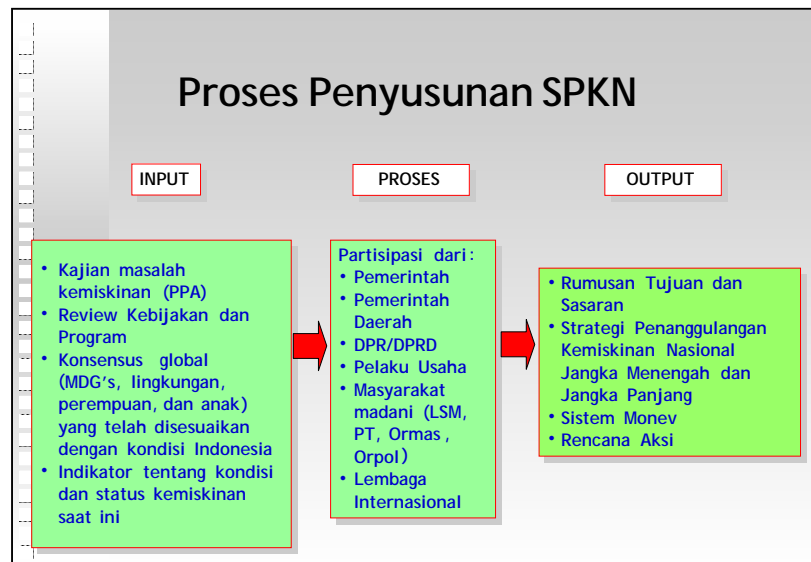 Proses Penyusunan SPKN
INPUT
PROSES
OUTPUT
• Kajian masalah
kemiskinan (PPA)
• Review Kebijakan dan
Program
• Konsensus global
(MDG's, lingkungan,
perempuan, dan anak)
yang telah disesuaikan
dengan kondisi Indonesia
• Indikator tentang kondisi
dan status kemiskinan
saat ini
Partisipasi dari:
• Pemerintah
• Pemerintah
Daerah
• DPR/DPRD
• Pelaku Usaha
• Masyarakat
madani (LSM,
PT, Ormas,
Orpol)
• Lembaga
Internasional
• Rumusan Tujuan dan
Sasaran
• Strategi Penanggulangan
Kemiskinan Nasional
Jangka Menengah dan
Jangka Panjang
• Sistem Monev
• Rencana Aksi